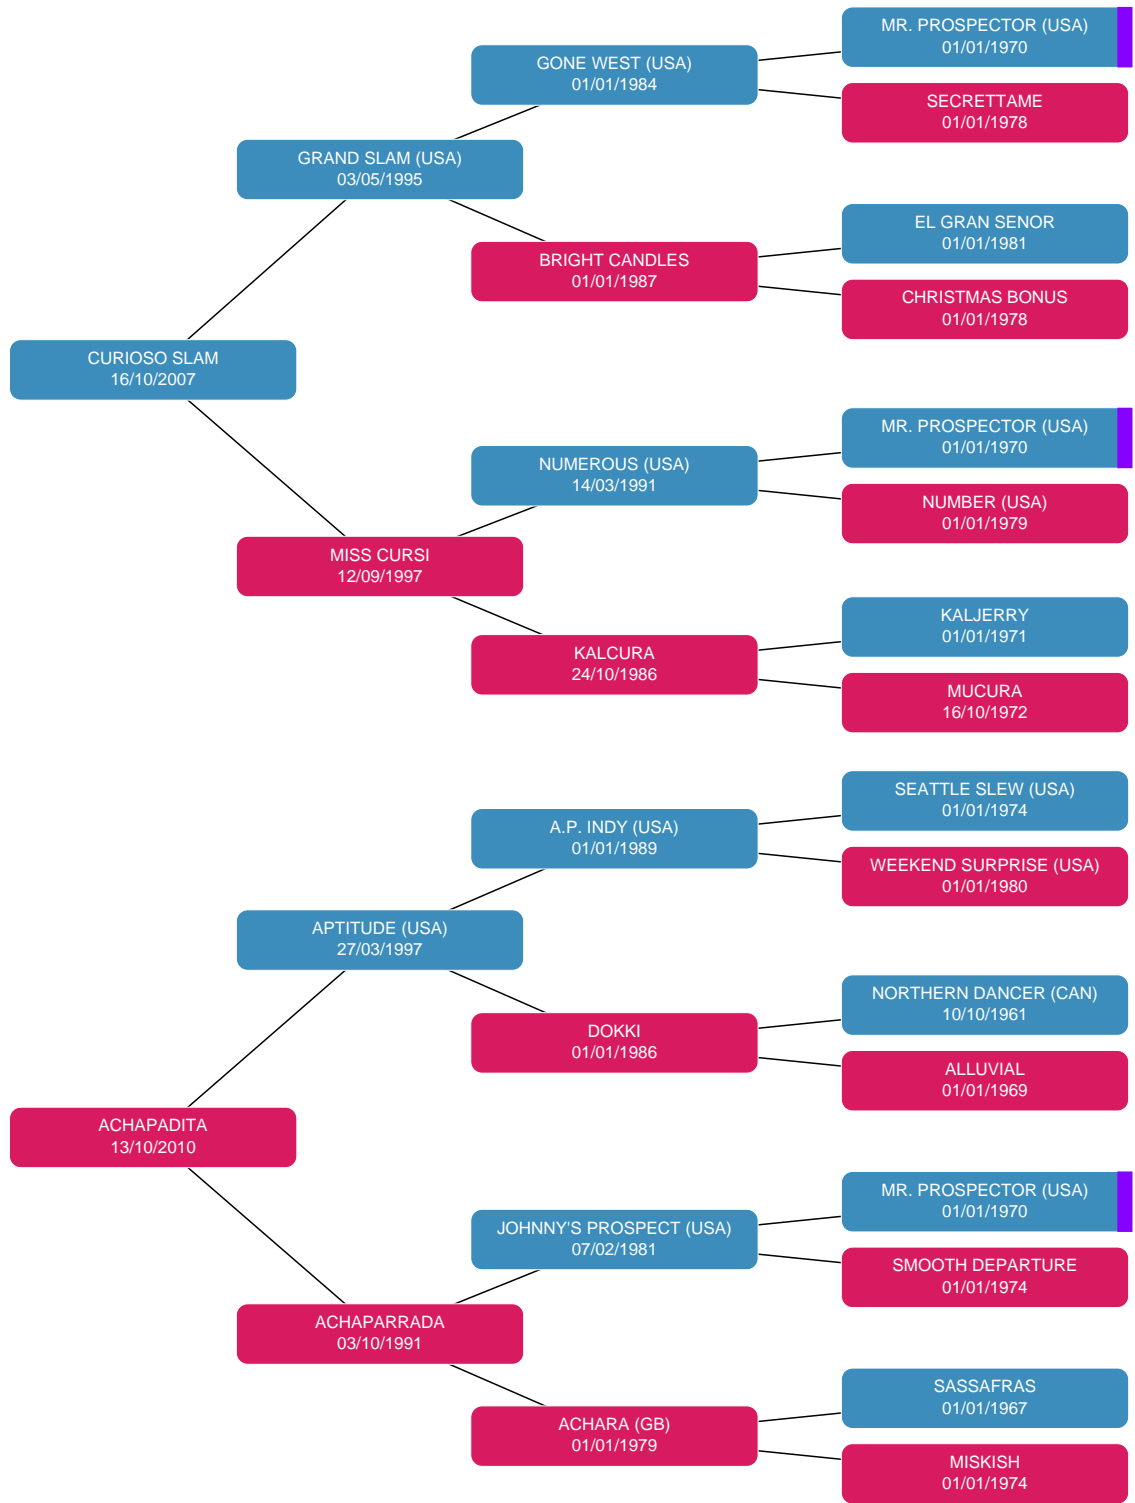 MR. PROSPECTOR (USA)
01/01/1970
GONE WEST (USA)
01/01/1984
SECRETTAME
01/01/1978
GRAND SLAM (USA)
03/05/1995
EL GRAN SENOR
01/01/1981
BRIGHT CANDLES
01/01/1987
CHRISTMAS BONUS
01/01/1978
CURIOSO SLAM
16/10/2007
MR. PROSPECTOR (USA)
01/01/1970
NUMEROUS (USA)
14/03/1991
NUMBER (USA)
01/01/1979
MISS CURSI
12/09/1997
KALJERRY
01/01/1971
KALCURA
24/10/1986
MUCURA
16/10/1972
SEATTLE SLEW (USA)
01/01/1974
A.P. INDY (USA)
01/01/1989
WEEKEND SURPRISE (USA)
01/01/1980
APTITUDE (USA)
27/03/1997
NORTHERN DANCER (CAN)
10/10/1961
DOKKI
01/01/1986
ALLUVIAL
01/01/1969
ACHAPADITA
13/10/2010
MR. PROSPECTOR (USA)
01/01/1970
JOHNNY'S PROSPECT (USA)
07/02/1981
SMOOTH DEPARTURE
01/01/1974
ACHAPARRADA
03/10/1991
SASSAFRAS
01/01/1967
ACHARA (GB)
01/01/1979
MISKISH
01/01/1974